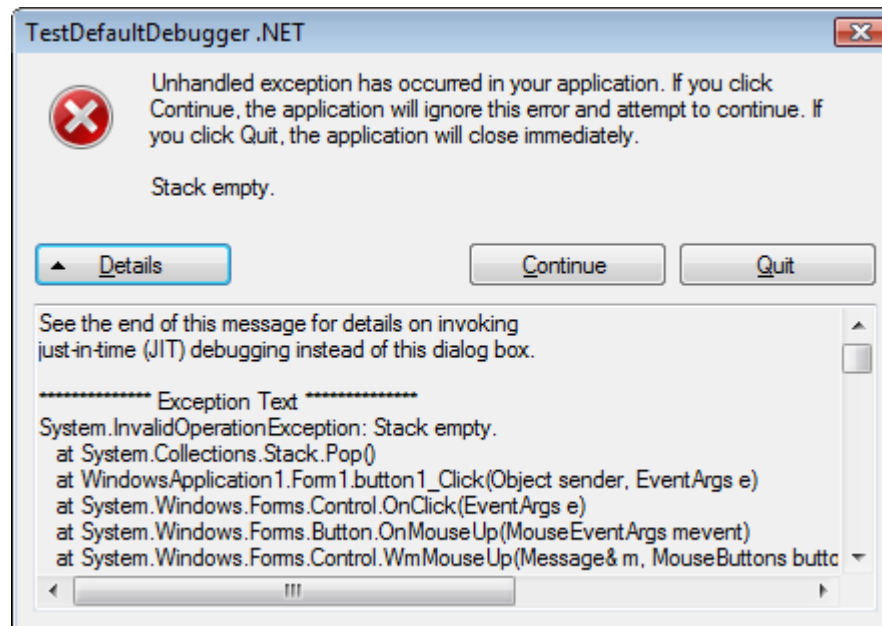 TestDefaultDebugger .NET
Unhandled exception has occurred in your application. If you click
Continue, the application will ignore this error and attempt to continue. If
you click Quit, the application will close immediately.
Stack empty.
Details
Continue
Quit
See the end of this message for details on invoking
just-in-time (JIT) debugging instead of this dialog box.
************** Exception Text **************
System.InvalidOperationException: Stack empty.
at System.Collections.Stack.Pop()
at WindowsApplication1.Form1.button1_Click(Object sender, EventArgs e)
at System.Windows.Forms.Control.OnClick(EventArgs e)
at System.Windows.Forms.Button.OnMouseUp(MouseEventArgs mevent)
at System.Windows.Forms.Control.WmMouseUp(Message& m, MouseButtons butto